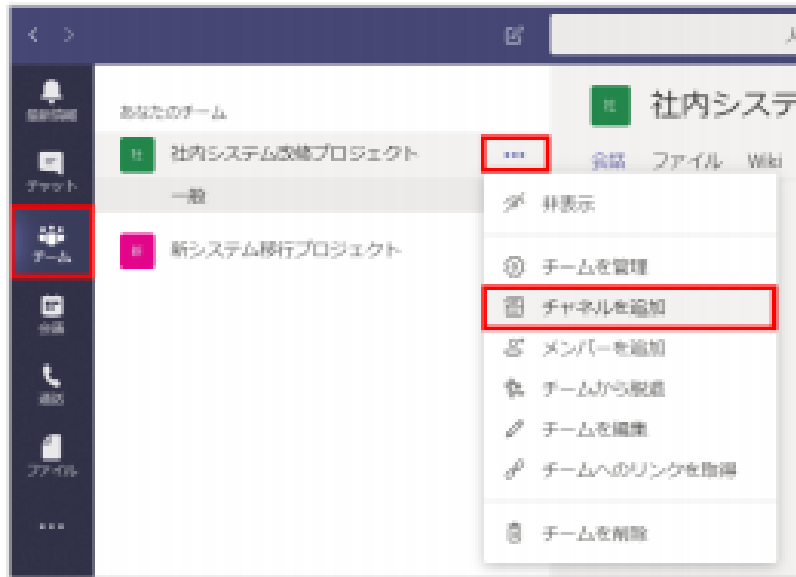 最新情報
チャット
チーム
会議
通話
ファイル
あなたのチーム
社 社内システム改修プロジェクト
一般
新 新システム移行プロジェクト
社 社内システ
会話 ファイル Wiki
非表示
チームを管理
チャネルを追加
メンバーを追加
チームから脱退
チームを編集
チームへのリンクを取得
チームを削除